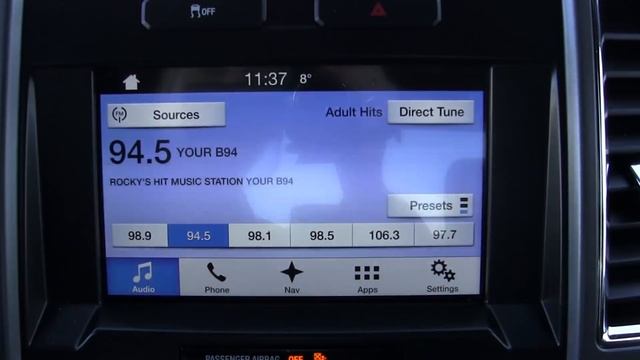 OFF
11:37 8°
FM Sources
Adult Hits Direct Tune
94.5 YOUR B94
ROCKY'S HIT MUSIC STATION YOUR B94
Presets
98.9 94.5 98.1 98.5 106.3 97.7
Audio Phone Nav Apps Settings
PASSENGER AIRBAG OFF